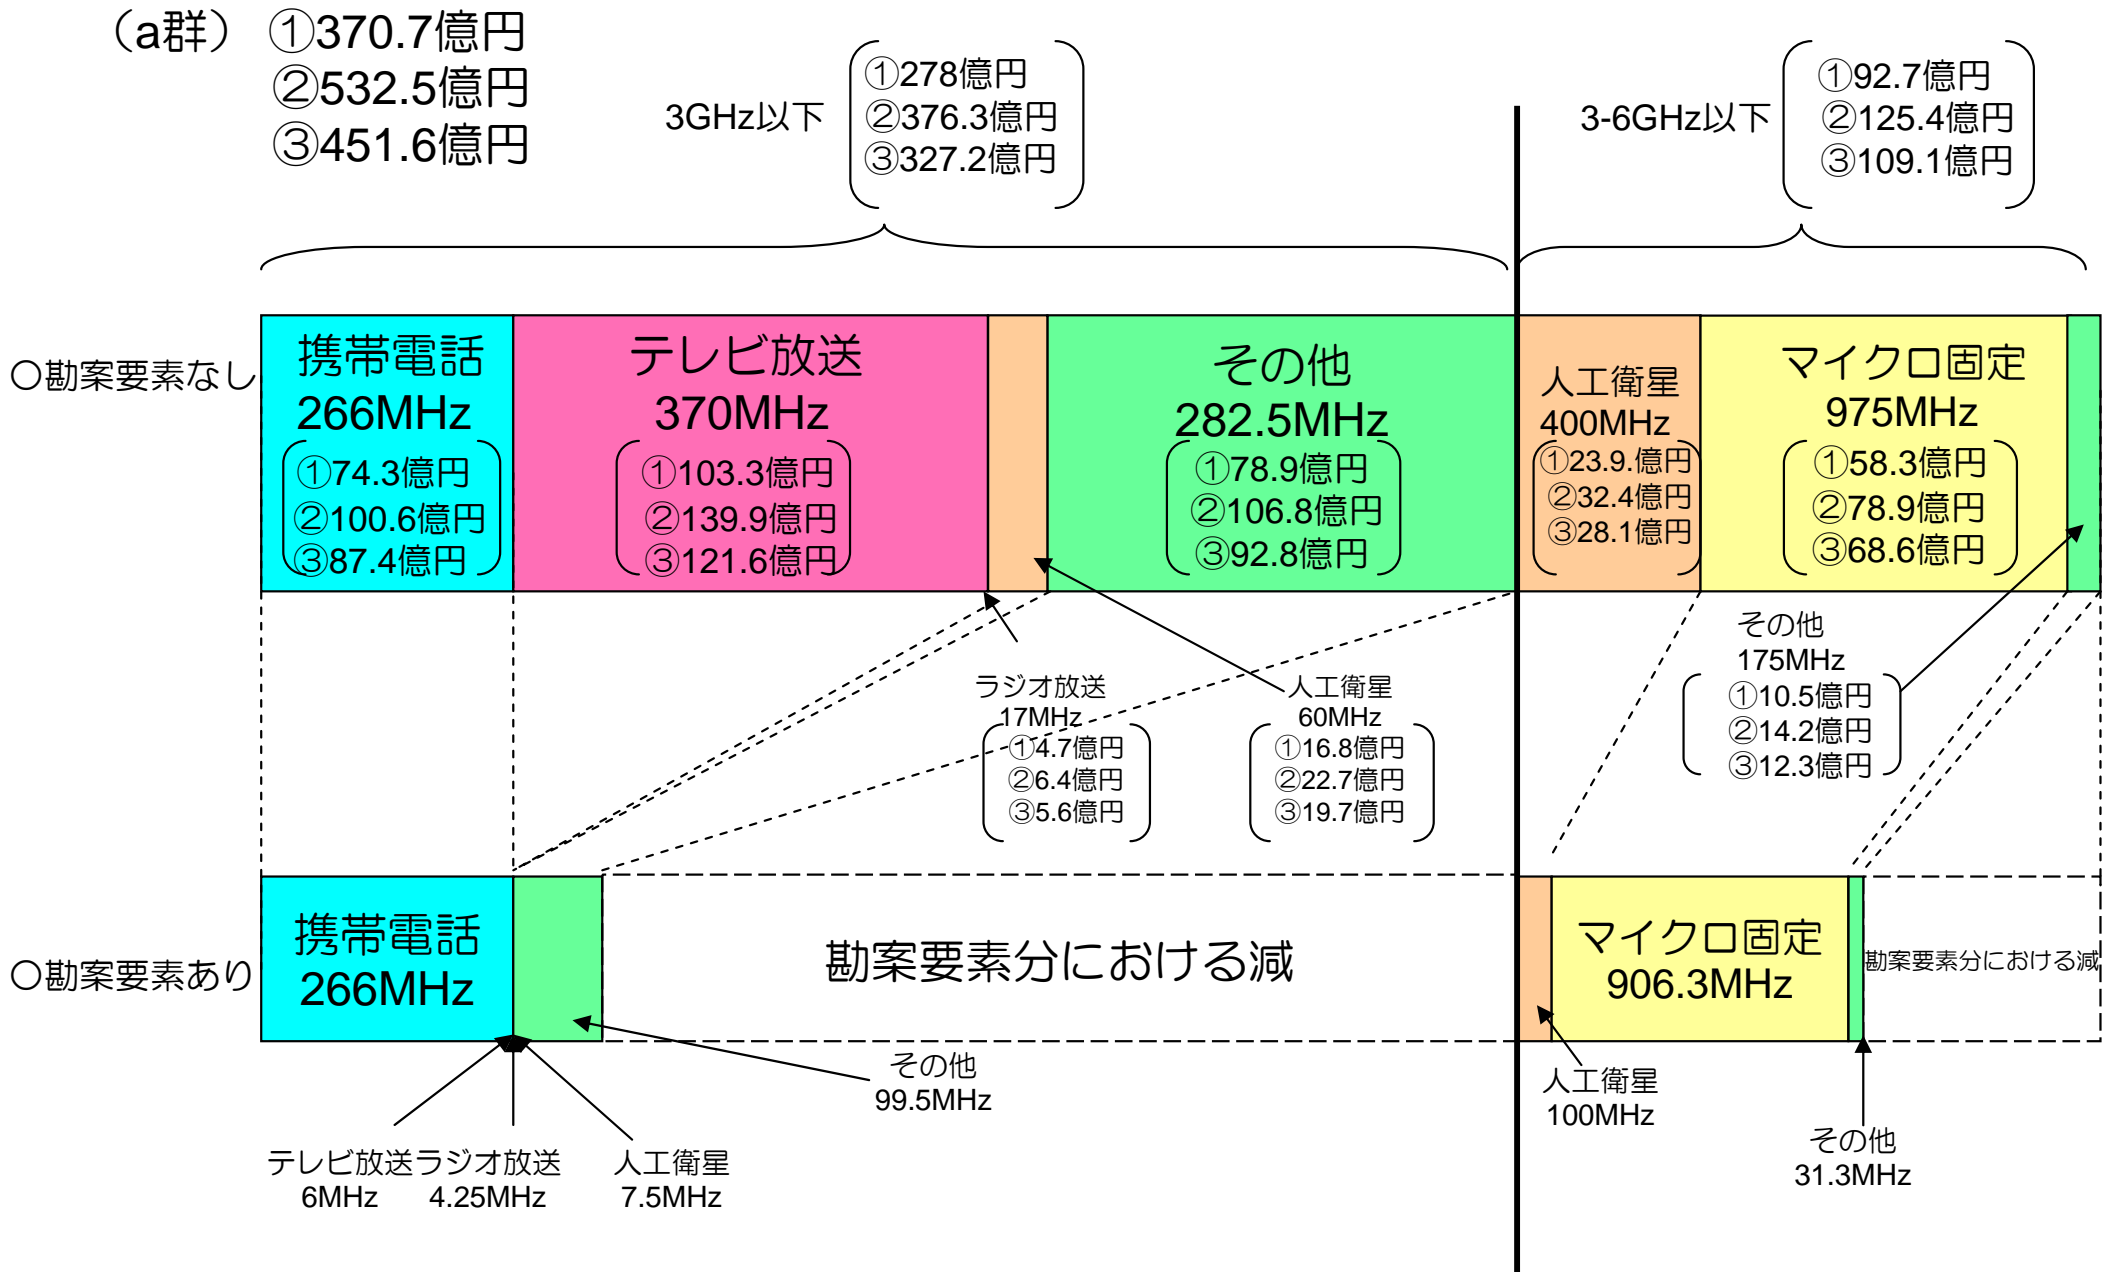 （a群） ①370.7億円
②532.5億円
③451.6億円
3GHz以下
①278億円
②376.3億円
③327.2億円
3-6GHz以下
①92.7億円
②125.4億円
③109.1億円
〇勘案要素なし
携帯電話
266MHz
①74.3億円
②100.6億円
③87.4億円
テレビ放送
370MHz
①103.3億円
②139.9億円
③121.6億円
その他
282.5MHz
①78.9億円
②106.8億円
③92.8億円
人工衛星
400MHz
①23.9.億円
②32.4億円
③28.1億円
マイクロ固定
975MHz
①58.3億円
②78.9億円
③68.6億円
ラジオ放送
17MHz
①4.7億円
②6.4億円
③5.6億円
人工衛星
60MHz
①16.8億円
②22.7億円
③19.7億円
その他
175MHz
①10.5億円
②14.2億円
③12.3億円
〇勘案要素あり
携帯電話
266MHz
勘案要素分における減
マイクロ固定
906.3MHz
勘案要素分における減
その他
99.5MHz
人工衛星
100MHz
その他
31.3MHz
テレビ放送
6MHz
ラジオ放送
4.25MHz
人工衛星
7.5MHz